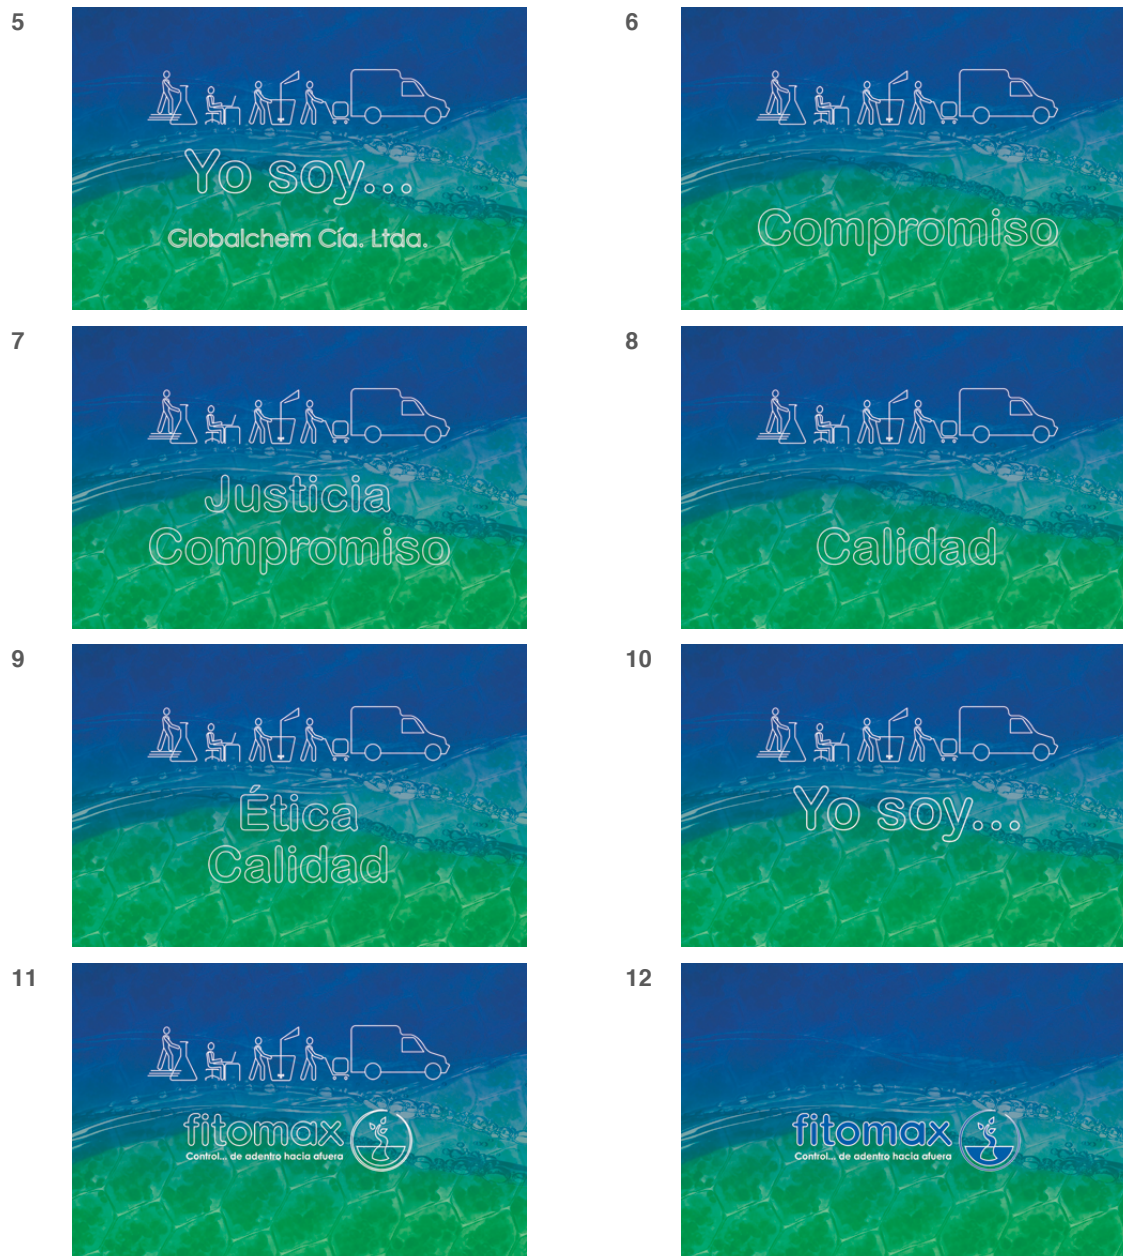 5
Yo soy...
Globalchem Cía. Ltda.
6
Compromiso
7
Justicia
Compromiso
8
Calidad
9
Ética
Calidad
10
Yo soy...
11
fitomax
Control... de adentro hacia afuera
12
fitomax
Control... de adentro hacia afuera